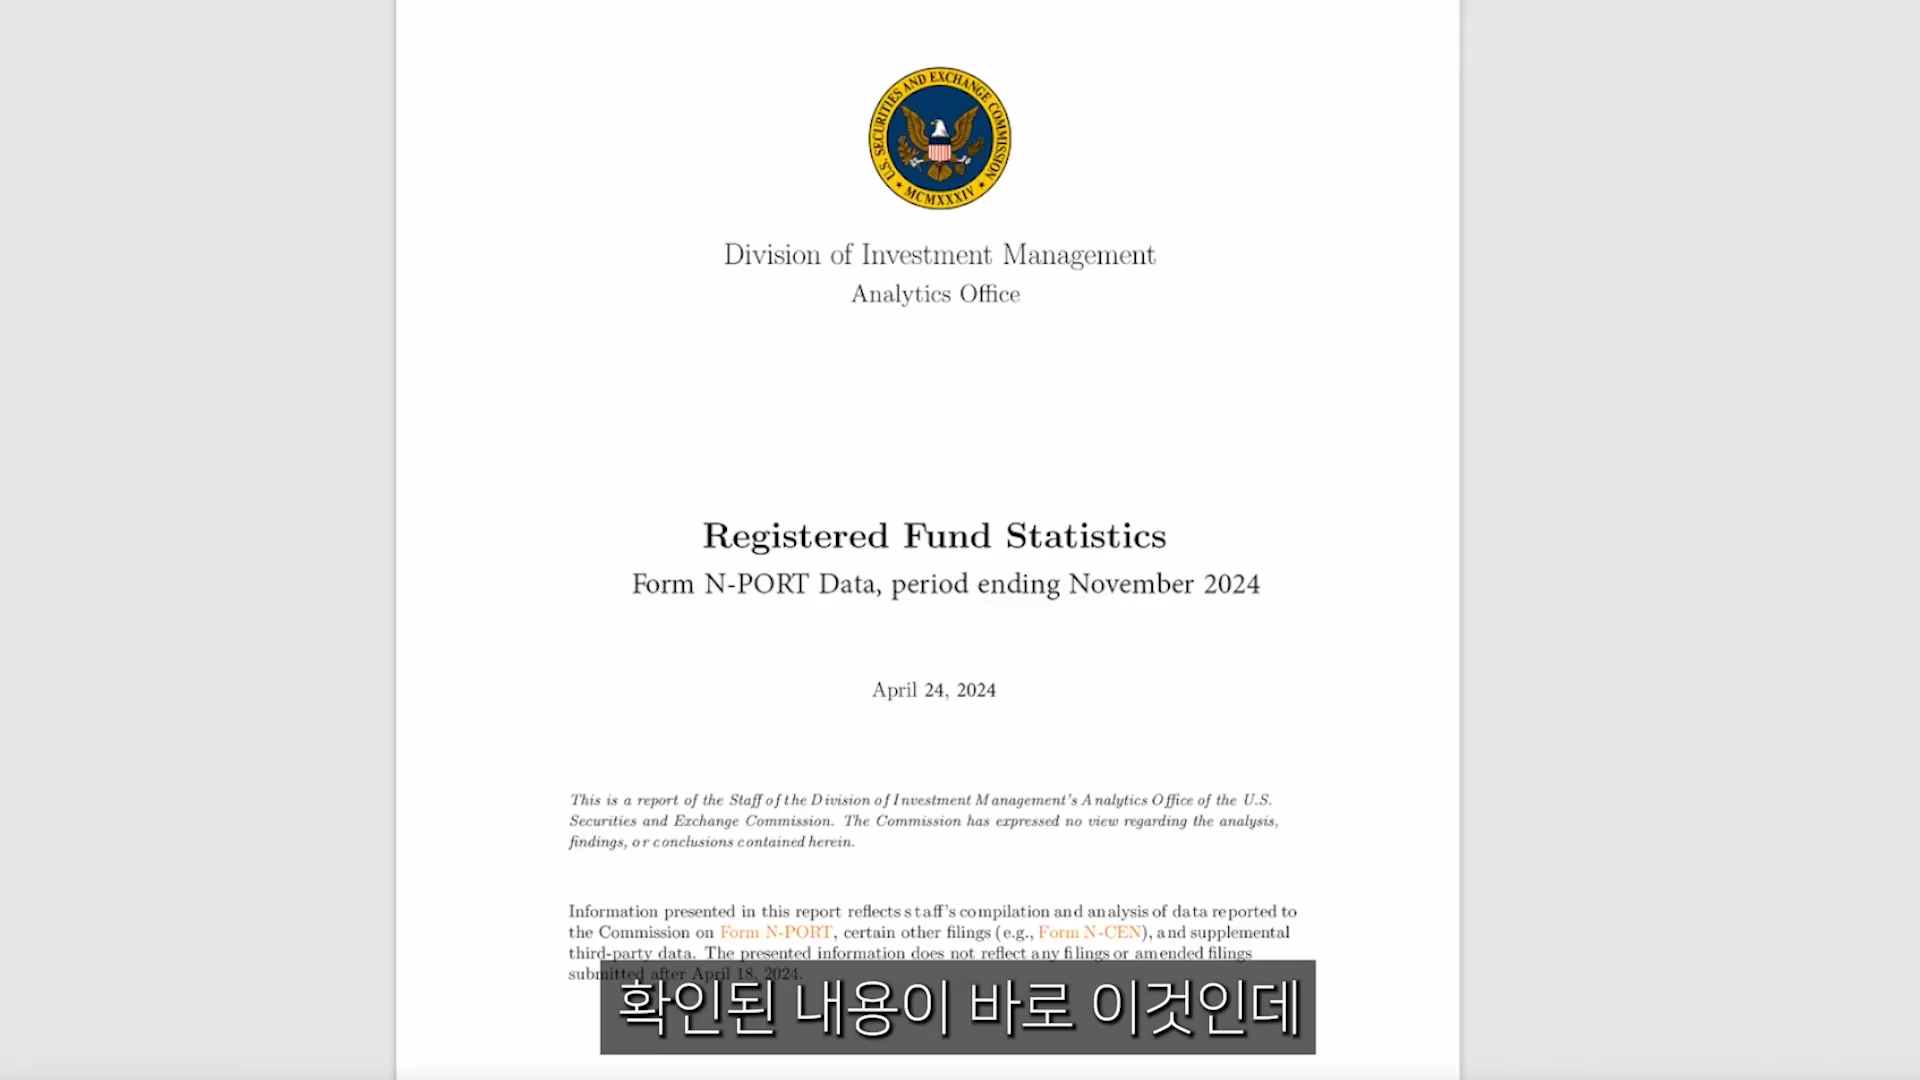 U.S. SECURITIES AND EXCHANGE COMMISSION
MCMXXXIV
Division of Investment Management
Analytics Office
Registered Fund Statistics
Form N-PORT Data, period ending November 2024
April 24, 2024
This is a report of the Staff of the Division of Investment Management's Analytics Office of the U.S.
Securities and Exchange Commission. The Commission has expressed no view regarding the analysis,
findings, or conclusions contained herein.
Information presented in this report reflects staff's compilation and analysis of data reported to
the Commission on Form N-PORT, certain other filings (e.g., Form N-CEN), and supplemental
third-party data. The presented information does not reflect any filings or amended filings
submitted after April 18, 2024.
확인된 내용이 바로 이것인데